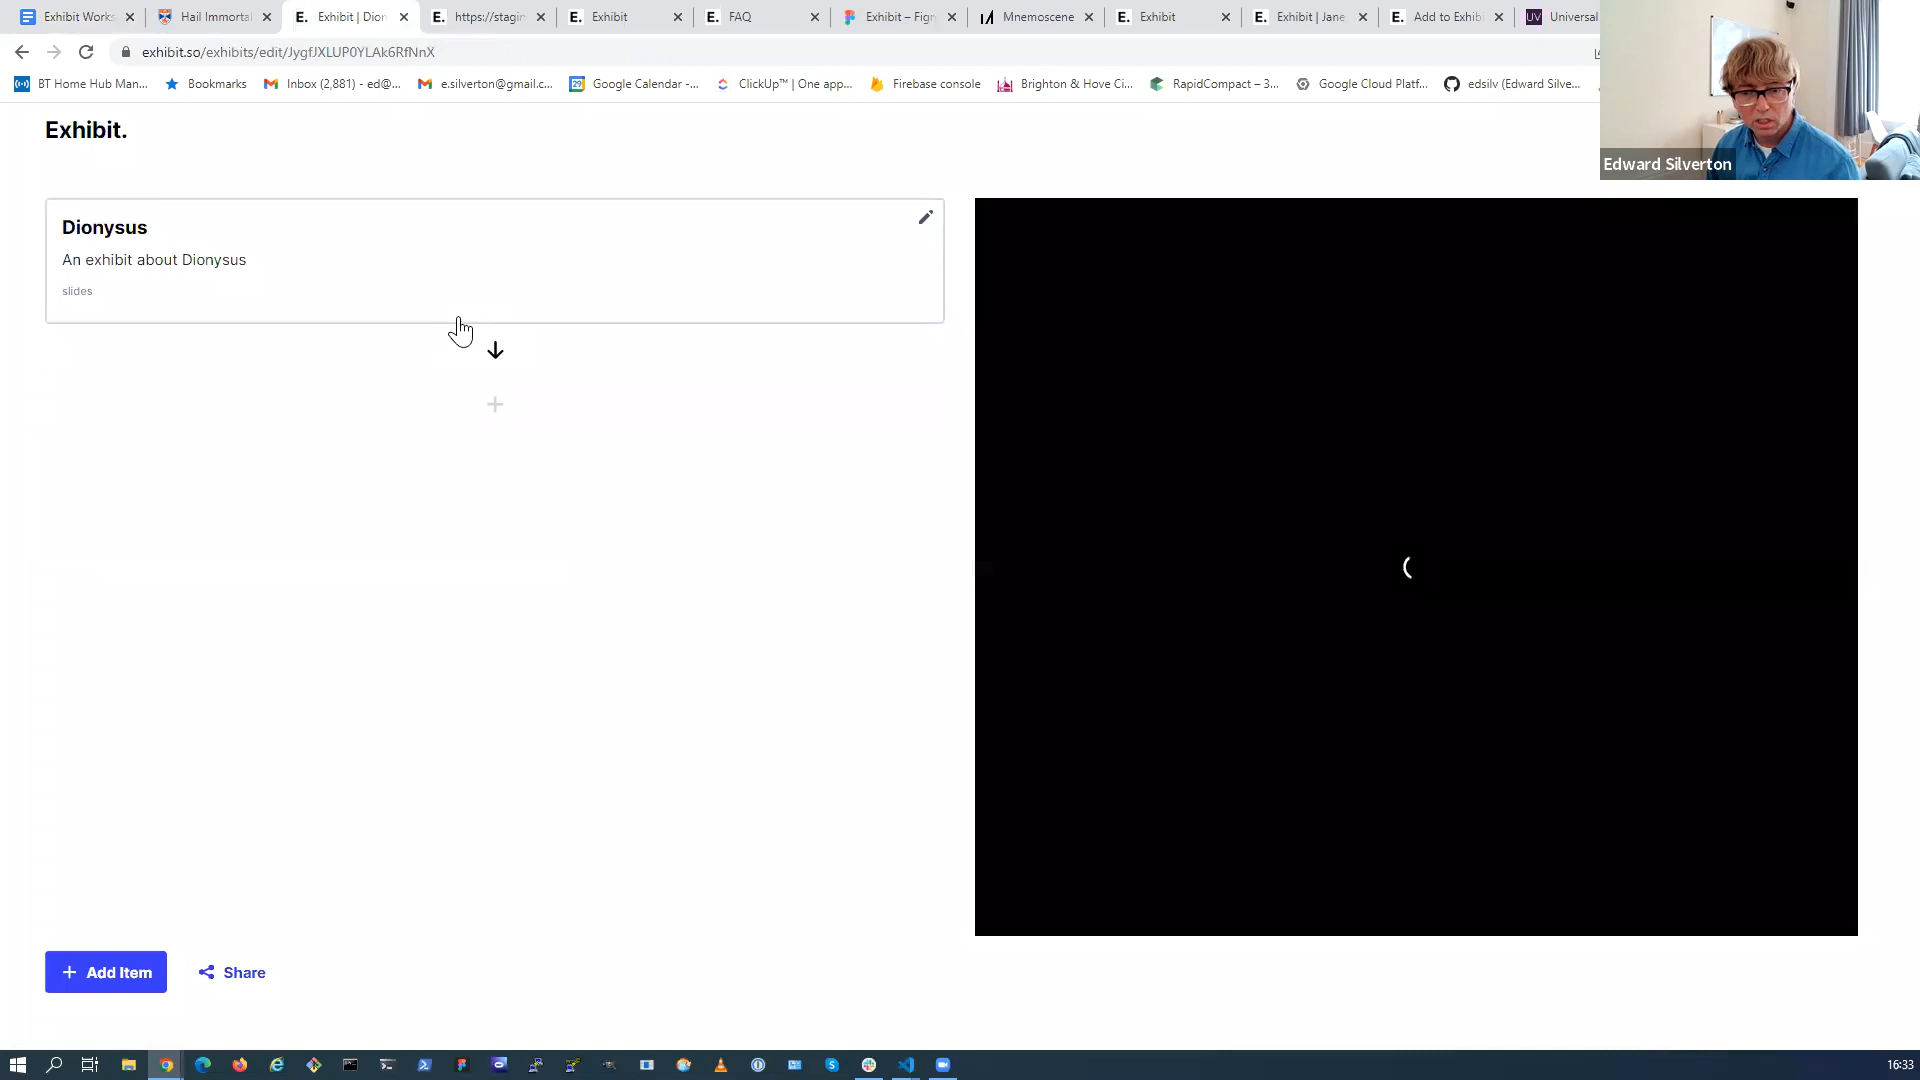 Exhibit Works
Hail Immortal
E. Exhibit | Dion
E. https://stagin
E. Exhibit
E. FAQ
Exhibit – Figm
Mnemoscene
E. Exhibit
E. Exhibit | Jane
E. Add to Exhibi
UV Universal
exhibit.so/exhibits/edit/JygfJXLUP0YLAk6RfNnX
BT Home Hub Man...
Bookmarks
Inbox (2,881) - ed@...
e.silverton@gmail.c...
Google Calendar -...
ClickUp™ | One app...
Firebase console
Brighton & Hove Ci...
RapidCompact – 3...
Google Cloud Platf...
edsilv (Edward Silve...
Edward Silverton
Exhibit.
Dionysus
An exhibit about Dionysus
slides
Add Item
Share
16:33